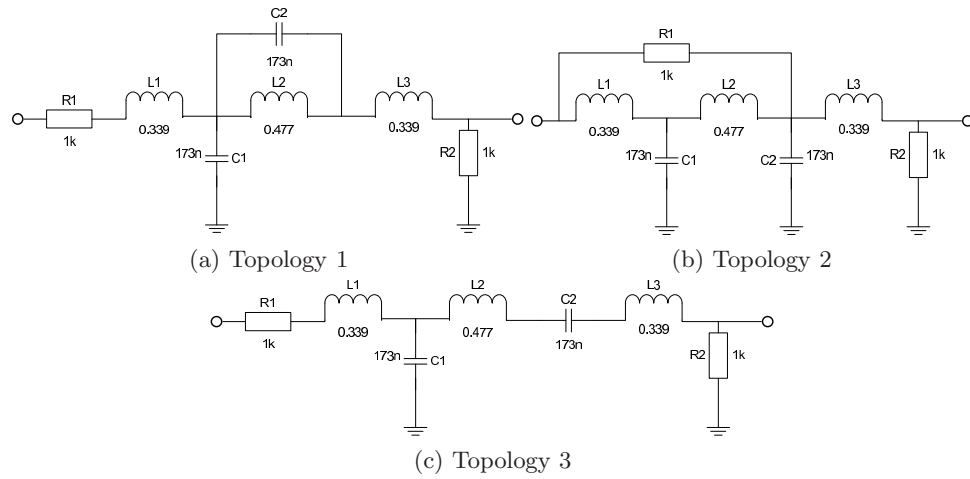 C2
173n
R1
1k
L1
0.339
L2
0.477
L3
0.339
173n C1
R2 1k
(a) Topology 1
R1
1k
L1
0.339
L2
0.477
L3
0.339
173n C1
C2 173n
R2 1k
(b) Topology 2
R1
1k
L1
0.339
L2
0.477
C2
173n
L3
0.339
173n C1
R2 1k
(c) Topology 3